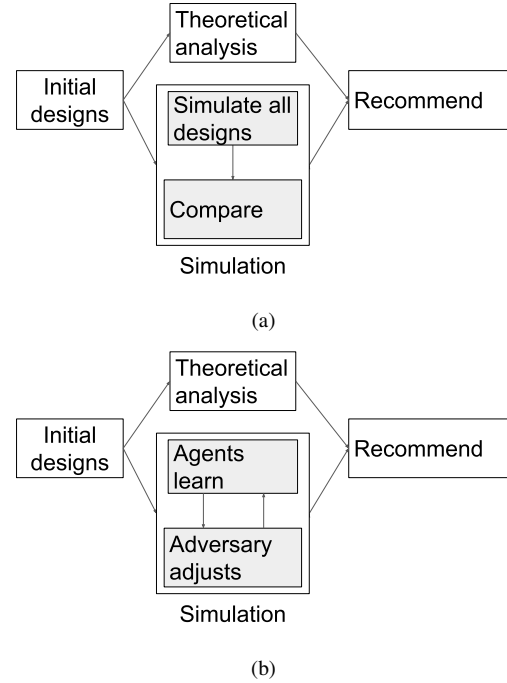 Theoretical
analysis
Initial
designs
Simulate all
designs
Recommend
Compare
Simulation
(a)
Theoretical
analysis
Initial
designs
Agents
learn
Recommend
Adversary
adjusts
Simulation
(b)